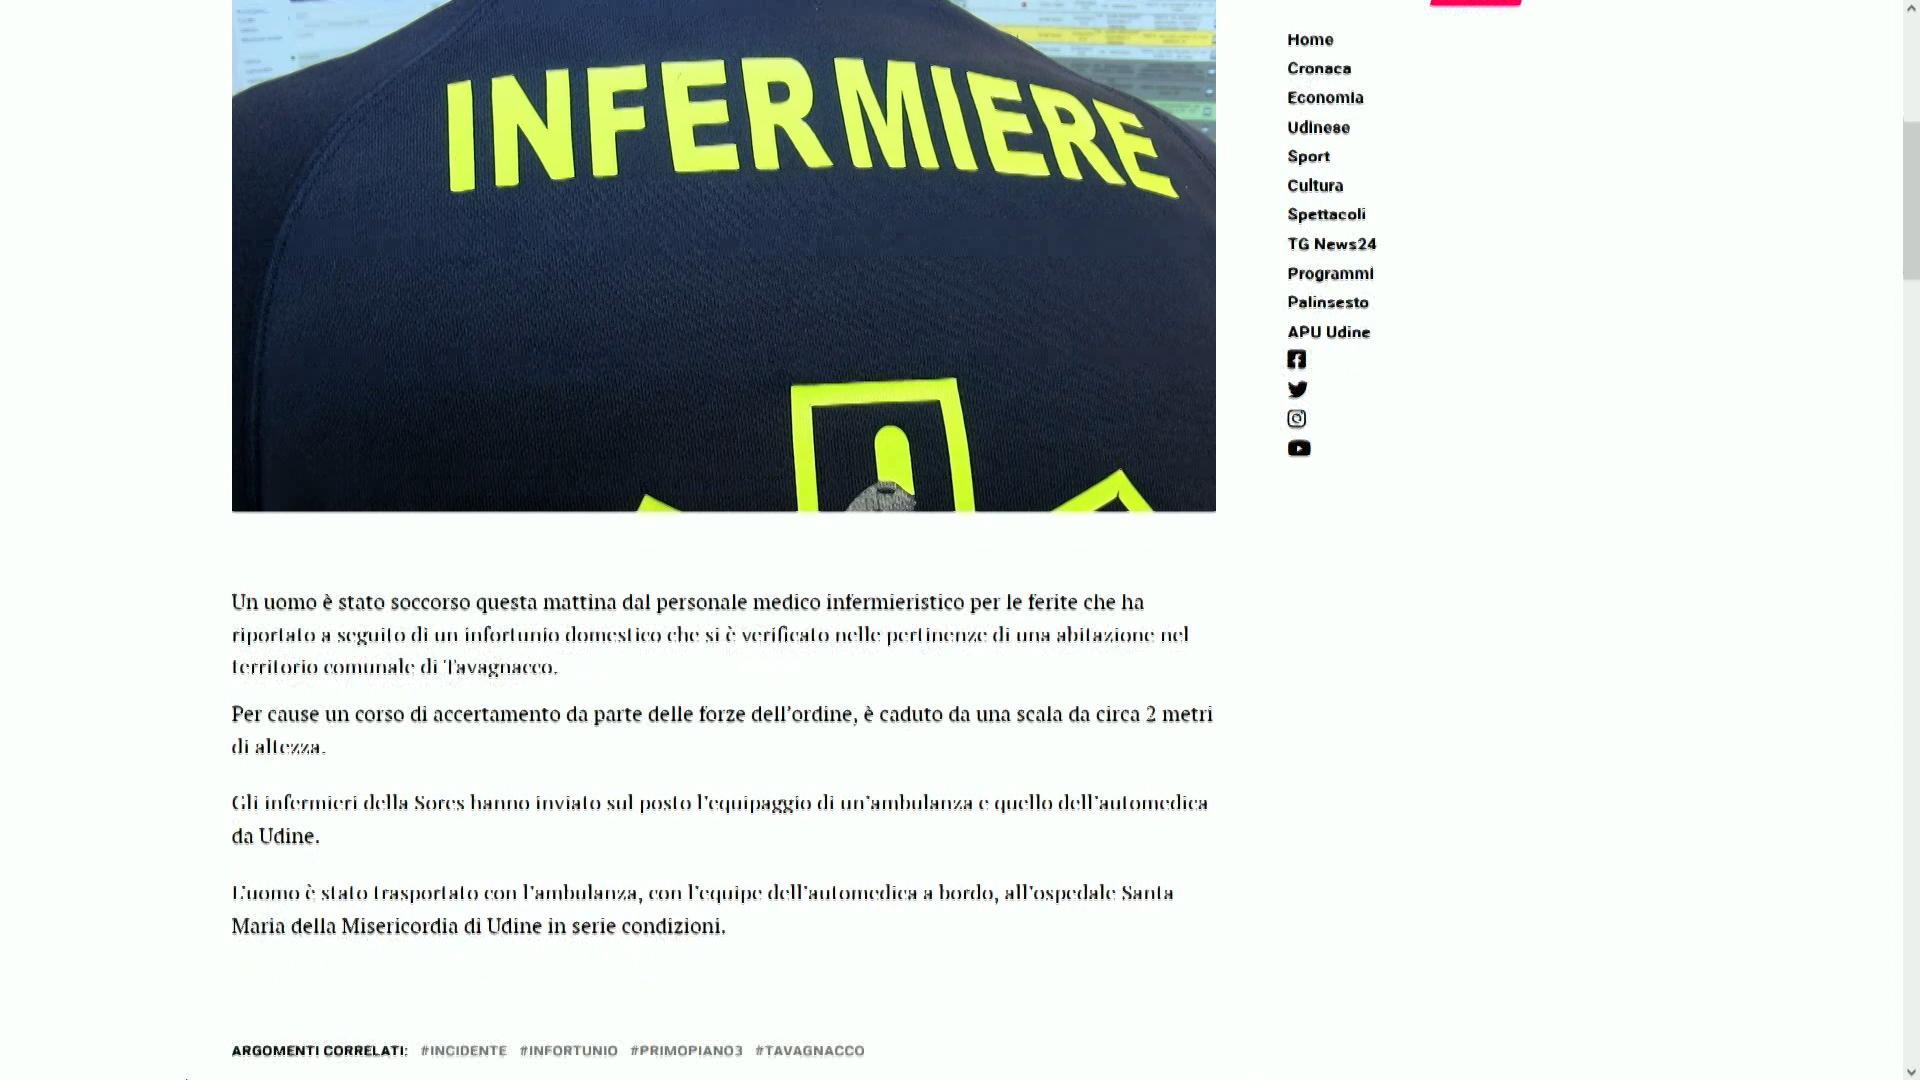 INFERMIERE
Home
Cronaca
Economia
Udinese
Sport
Cultura
Spettacoli
TG News24
Programmi
Palinsesto
APU Udine
Un uomo è stato soccorso questa mattina dal personale medico infermieristico per le ferite che ha
riportato a seguito di un infortunio domestico che si è verificato nelle pertinenze di una abitazione nel
territorio comunale di Tavagnacco.
Per cause un corso di accertamento da parte delle forze dell'ordine, è caduto da una scala da circa 2 metri
di altezza.
Gli infermieri della Sores hanno inviato sul posto l'equipaggio di un'ambulanza e quello dell'automedica
da Udine.
L'uomo è stato trasportato con l'ambulanza, con l'equipe dell'automedica a bordo, all'ospedale Santa
Maria della Misericordia di Udine in serie condizioni.
ARGOMENTI CORRELATI: #INCIDENTE #INFORTUNIO #PRIMOPIANO3 #TAVAGNACCO